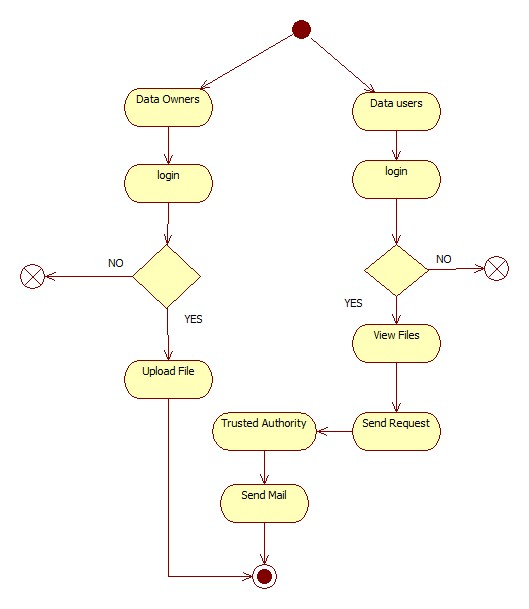 Data Owners
Data users
login
login
NO
NO
YES
YES
View Files
Upload File
Trusted Authority
Send Request
Send Mail